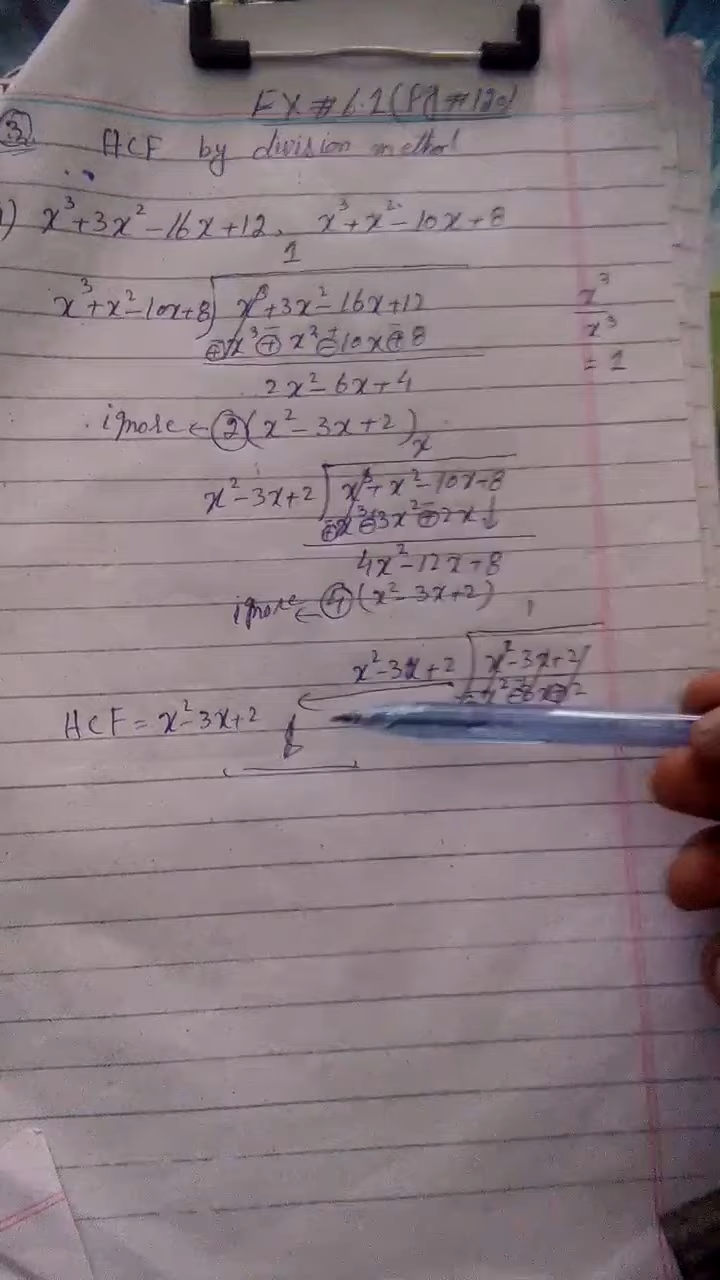 EX # 6.1 (Pg # 120)
③ HCF by division method
x³+3x²-16x+12, x³+x²-10x+8
1
x³+x²-10x+8 ) x³+3x²-16x+12
x³ + x² - 10x + 8
2x²-6x+4
ignore ← ② (x²-3x+2)
x
x²-3x+2 ) x³+x²-10x+8
x³ - 3x² + 2x ↓
4x²-12x+8
ignore ← ④ (x²-3x+2)
1
x²-3x+2 ) x²-3x+2
x² - 3x + 2
HCF = x²-3x+2
x³
x³
= 1